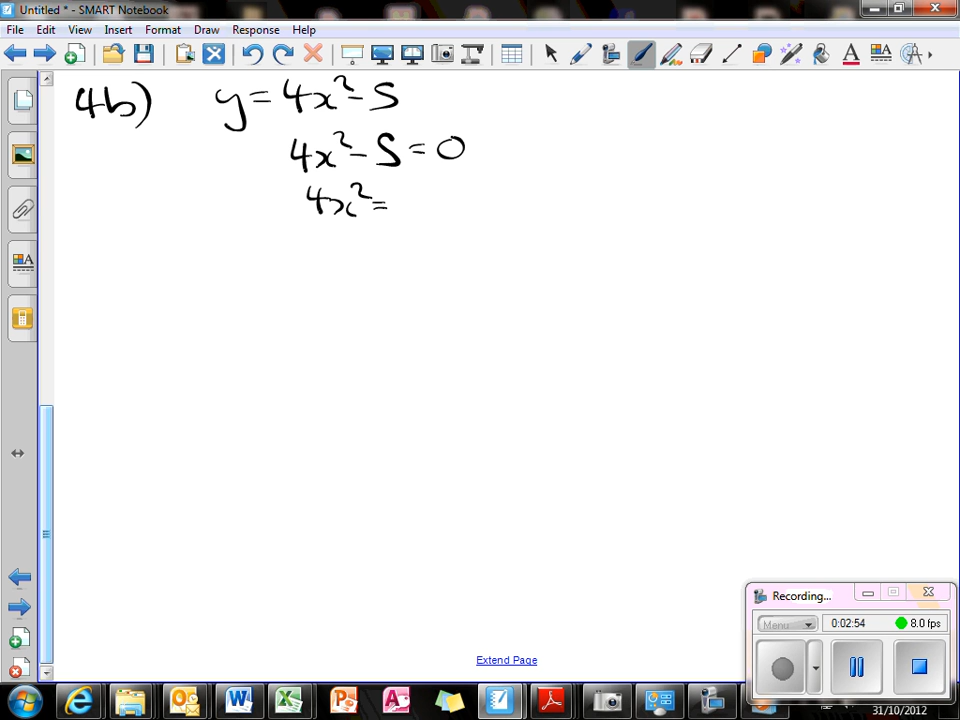 Untitled * - SMART Notebook
File Edit View Insert Format Draw Response Help
4b) y = 4x² - 5
4x² - 5 = 0
4x² =
Recording...
Menu 0:02:54 8.0 fps
Extend Page
31/10/2012